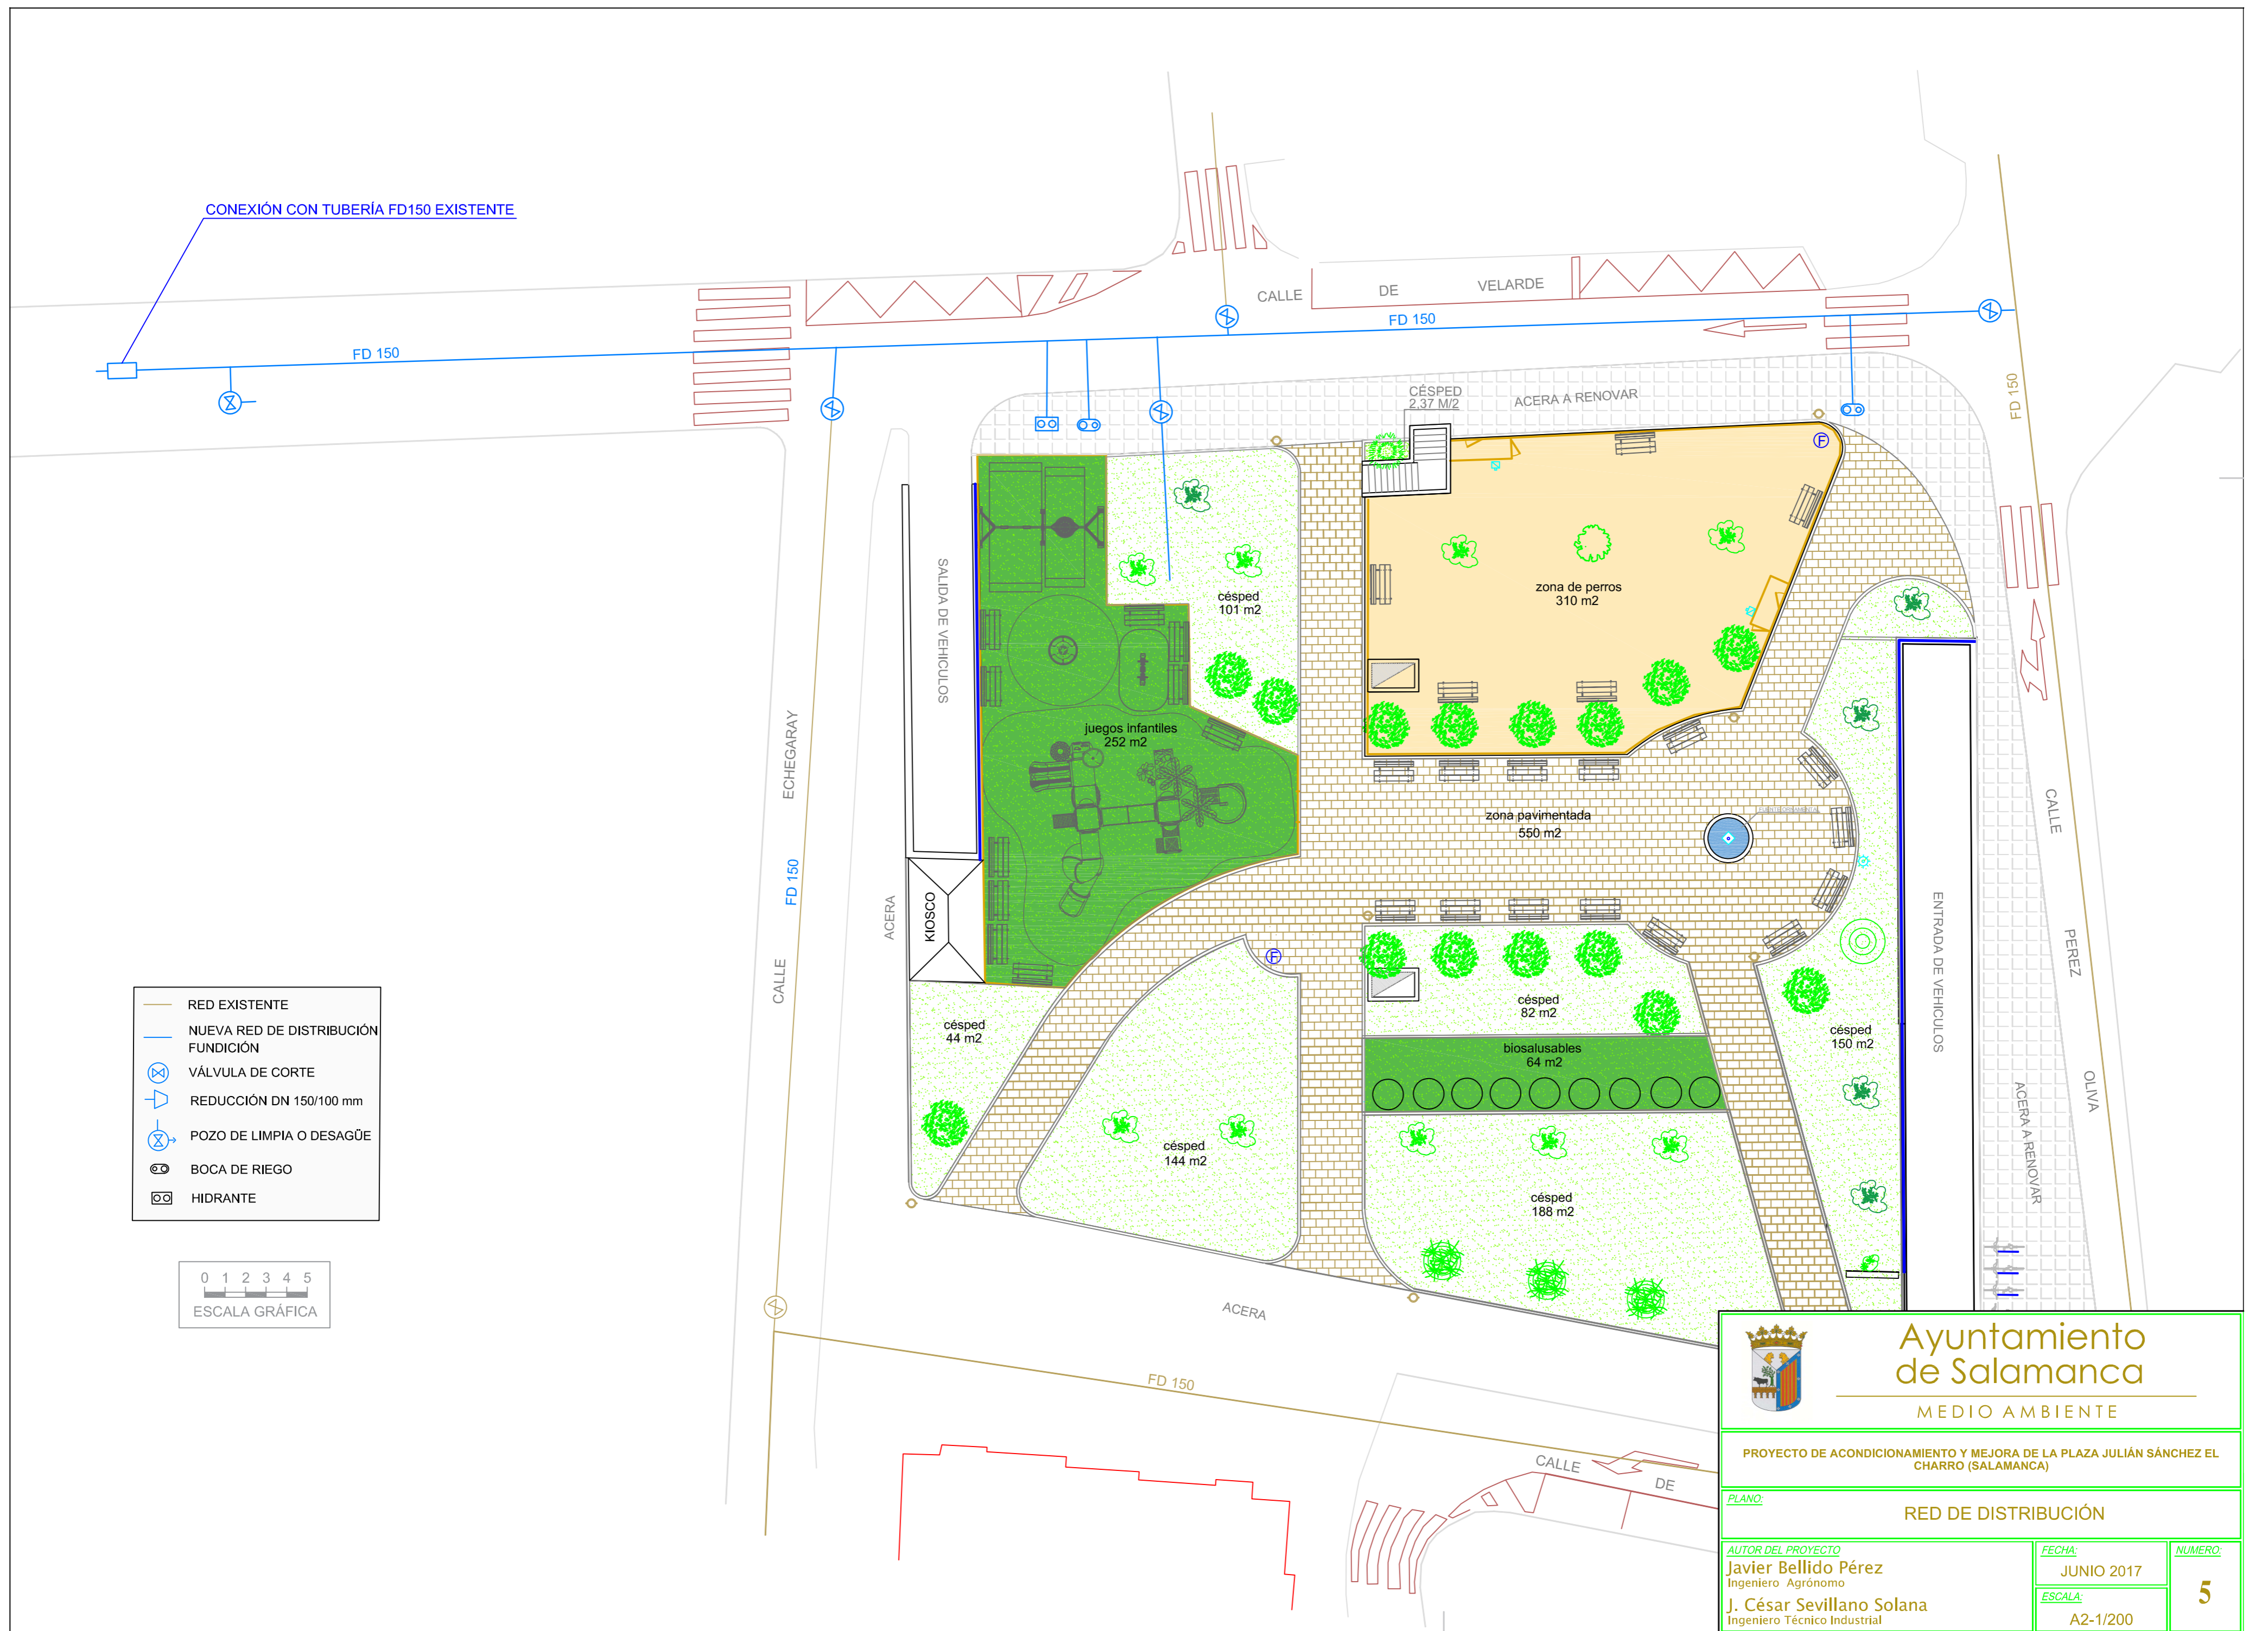 CONEXIÓN CON TUBERÍA FD150 EXISTENTE
FD 150
CALLE DE VELARDE
FD 150
FD 150
CÉSPED
2,37 M/2
ACERA A RENOVAR
F
SALIDA DE VEHICULOS
césped
101 m2
zona de perros
310 m2
juegos infantiles
252 m2
CALLE ECHEGARAY
FD 150
zona pavimentada
550 m2
FUENTE ORNAMENTAL
CALLE PEREZ OLIVA
ACERA
KIOSCO
F
ENTRADA DE VEHICULOS
césped
44 m2
césped
82 m2
césped
150 m2
biosalusables
64 m2
ACERA A RENOVAR
césped
144 m2
césped
188 m2
RED EXISTENTE
NUEVA RED DE DISTRIBUCIÓN
FUNDICIÓN
VÁLVULA DE CORTE
REDUCCIÓN DN 150/100 mm
POZO DE LIMPIA O DESAGÜE
BOCA DE RIEGO
HIDRANTE
0 1 2 3 4 5
ESCALA GRÁFICA
ACERA
FD 150
CALLE DE
Ayuntamiento
de Salamanca
MEDIO AMBIENTE
PROYECTO DE ACONDICIONAMIENTO Y MEJORA DE LA PLAZA JULIÁN SÁNCHEZ EL
CHARRO (SALAMANCA)
PLANO:
RED DE DISTRIBUCIÓN
AUTOR DEL PROYECTO
Javier Bellido Pérez
Ingeniero Agrónomo
J. César Sevillano Solana
Ingeniero Técnico Industrial
FECHA:
JUNIO 2017
ESCALA:
A2-1/200
NUMERO:
5